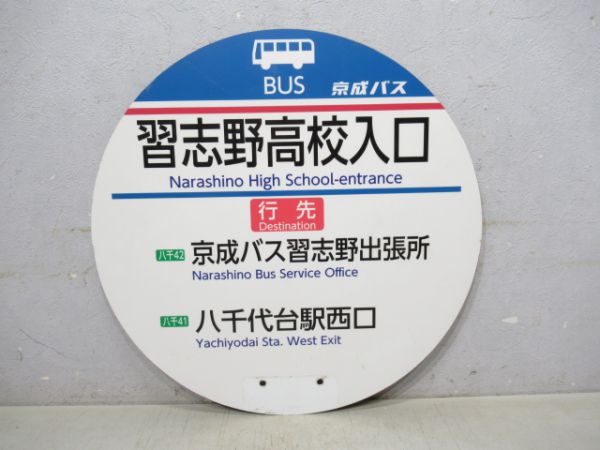 BUS
京成バス
習志野高校入口
Narashino High School-entrance
行先
Destination
八千42 京成バス習志野出張所
Narashino Bus Service Office
八千41 八千代台駅西口
Yachiyodai Sta. West Exit